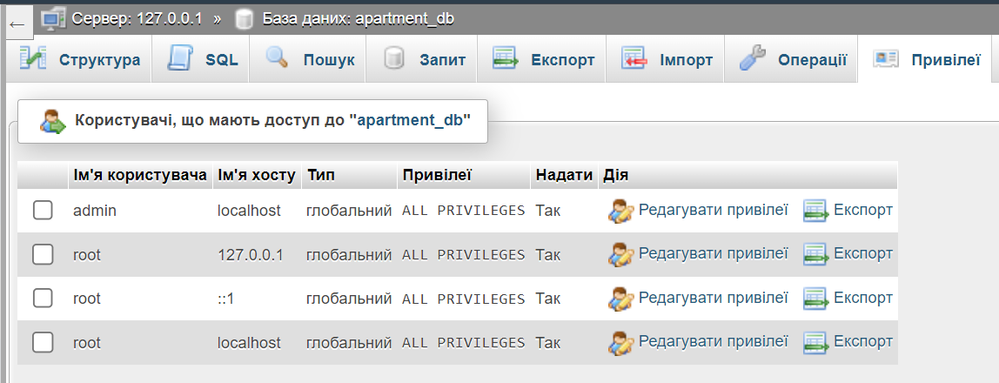 ← Сервер: 127.0.0.1 » База даних: apartment_db
Структура SQL Пошук Запит Експорт Імпорт Операції Привілеї
Користувачі, що мають доступ до "apartment_db"
Ім'я користувача Ім'я хосту Тип Привілеї Надати Дія
admin localhost глобальний ALL PRIVILEGES Так Редагувати привілеї Експорт
root 127.0.0.1 глобальний ALL PRIVILEGES Так Редагувати привілеї Експорт
root ::1 глобальний ALL PRIVILEGES Так Редагувати привілеї Експорт
root localhost глобальний ALL PRIVILEGES Так Редагувати привілеї Експорт